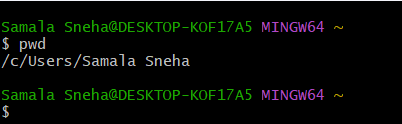 Samala Sneha@DESKTOP-KOF17A5 MINGW64 ~
$ pwd
/c/Users/Samala Sneha
Samala Sneha@DESKTOP-KOF17A5 MINGW64 ~
$